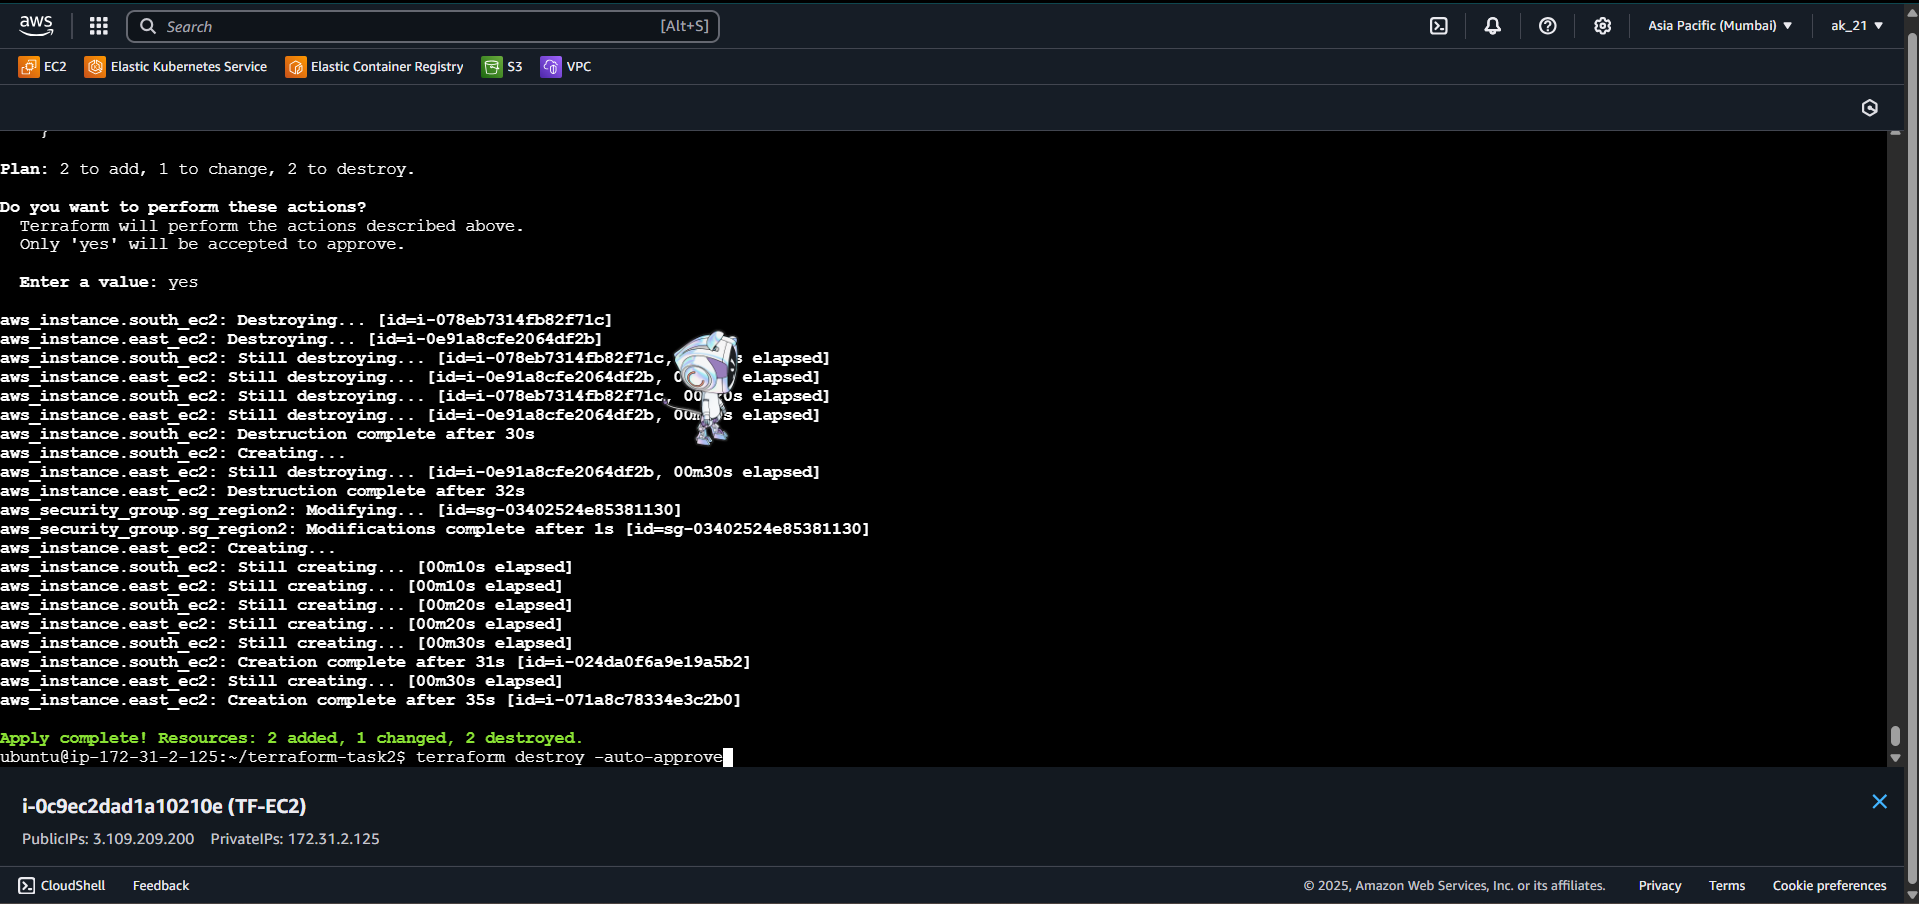 aws
Search
[Alt+S]
Asia Pacific (Mumbai)
ak_21
EC2
Elastic Kubernetes Service
Elastic Container Registry
S3
VPC
}
Plan: 2 to add, 1 to change, 2 to destroy.
Do you want to perform these actions?
Terraform will perform the actions described above.
Only 'yes' will be accepted to approve.
Enter a value: yes
aws_instance.south_ec2: Destroying... [id=i-078eb7314fb82f71c]
aws_instance.east_ec2: Destroying... [id=i-0e91a8cfe2064df2b]
aws_instance.south_ec2: Still destroying... [id=i-078eb7314fb82f71c, s elapsed]
aws_instance.east_ec2: Still destroying... [id=i-0e91a8cfe2064df2b, elapsed]
aws_instance.south_ec2: Still destroying... [id=i-078eb7314fb82f71c, elapsed]
aws_instance.east_ec2: Still destroying... [id=i-0e91a8cfe2064df2b, elapsed]
aws_instance.south_ec2: Destruction complete after 30s
aws_instance.south_ec2: Creating...
aws_instance.east_ec2: Still destroying... [id=i-0e91a8cfe2064df2b, 00m30s elapsed]
aws_instance.east_ec2: Destruction complete after 32s
aws_security_group.sg_region2: Modifying... [id=sg-03402524e85381130]
aws_security_group.sg_region2: Modifications complete after 1s [id=sg-03402524e85381130]
aws_instance.east_ec2: Creating...
aws_instance.south_ec2: Still creating... [00m10s elapsed]
aws_instance.east_ec2: Still creating... [00m10s elapsed]
aws_instance.south_ec2: Still creating... [00m20s elapsed]
aws_instance.east_ec2: Still creating... [00m20s elapsed]
aws_instance.south_ec2: Still creating... [00m30s elapsed]
aws_instance.south_ec2: Creation complete after 31s [id=i-024da0f6a9e19a5b2]
aws_instance.east_ec2: Still creating... [00m30s elapsed]
aws_instance.east_ec2: Creation complete after 35s [id=i-071a8c78334e3c2b0]
Apply complete! Resources: 2 added, 1 changed, 2 destroyed.
ubuntu@ip-172-31-2-125:~/terraform-task2$ terraform destroy -auto-approve
i-0c9ec2dad1a10210e (TF-EC2)
PublicIPs: 3.109.209.200 PrivateIPs: 172.31.2.125
CloudShell
Feedback
© 2025, Amazon Web Services, Inc. or its affiliates.
Privacy
Terms
Cookie preferences